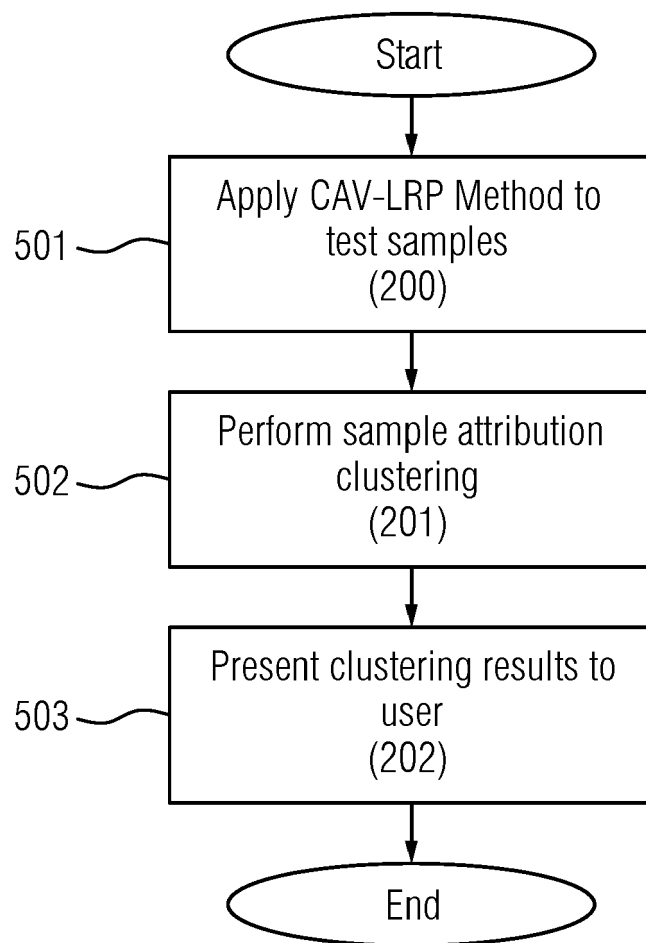 Start
501
Apply CAV-LRP Method to
test samples
(200)
502
Perform sample attribution
clustering
(201)
503
Present clustering results to
user
(202)
End